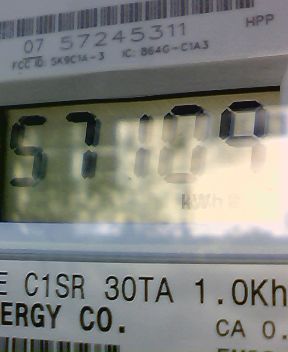 HPP
07 57245311
FCC ID: SK9C1A-3 IC: 864G-C1A3
57109
kWh
E C1SR 30TA 1.0Kh
ERGY CO.
CA 0.